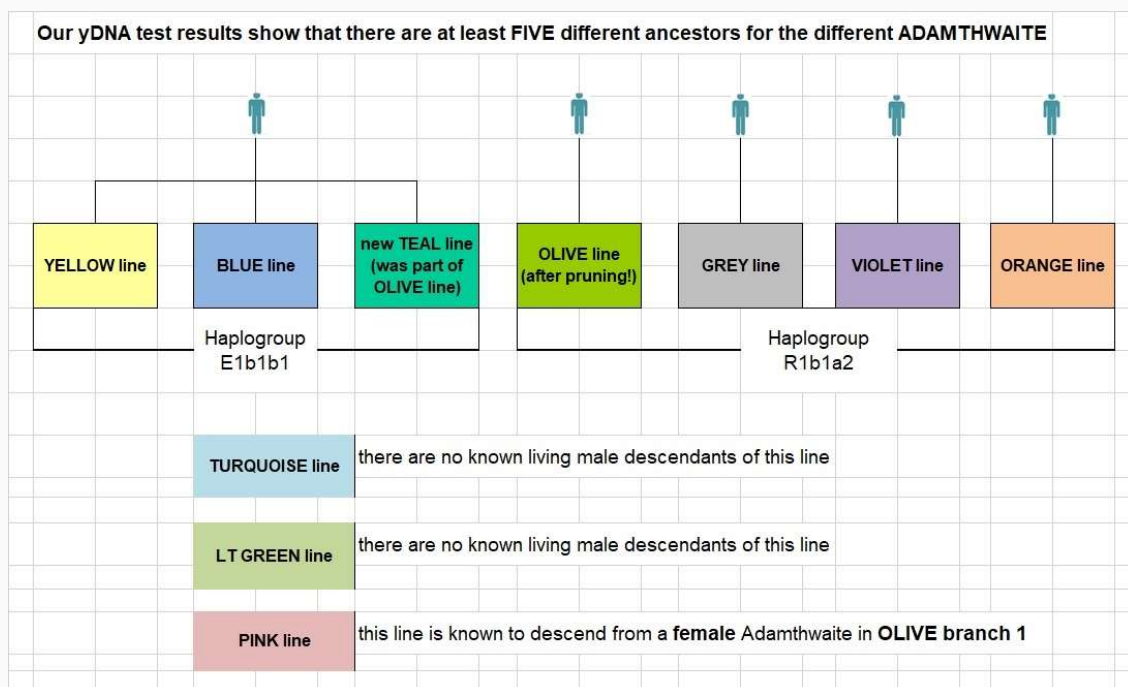 Our yDNA test results show that there are at least FIVE different ancestors for the different ADAMTHWAITE
YELLOW line
BLUE line
new TEAL line
(was part of
OLIVE line)
OLIVE line
(after pruning!)
GREY line
VIOLET line
ORANGE line
Haplogroup
E1b1b1
Haplogroup
R1b1a2
TURQUOISE line
there are no known living male descendants of this line
LT GREEN line
there are no known living male descendants of this line
PINK line
this line is known to descend from a female Adamthwaite in OLIVE branch 1